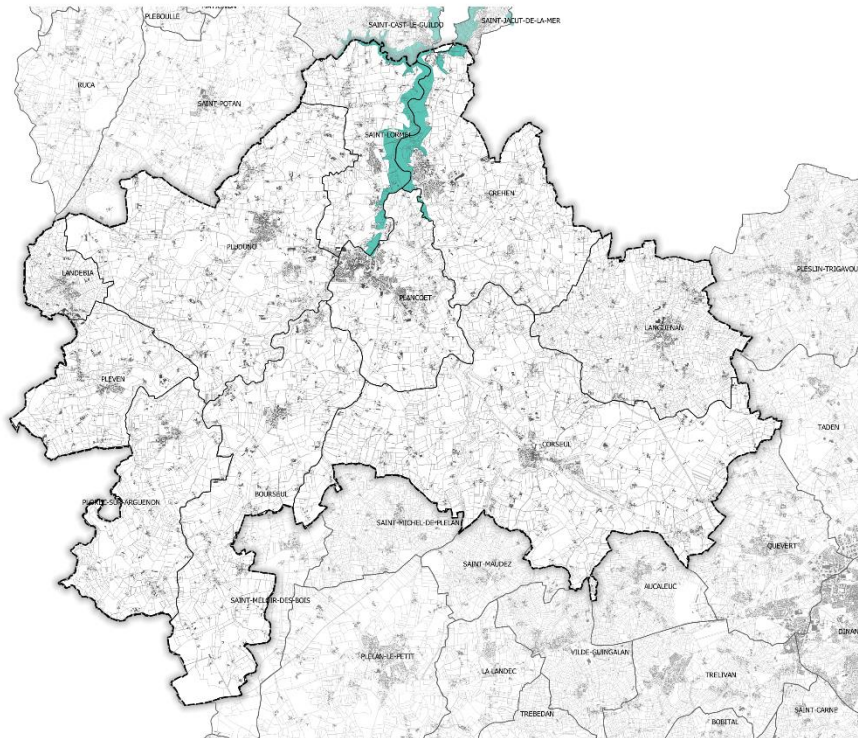 PLEBOULLE
SAINT-CAST-LE-GUILDO
SAINT-JACUT-DE-LA-MER
RUCA
SAINT-POTAN
SAINT-LORMEL
CREHEN
PLUDUNO
LANDEBIA
PLESLIN-TRIGAVOU
PLANCOET
LANGUENAN
PLEVEN
TADEN
CORSEUL
BOURSEUL
PLOREC-SUR-ARGUENON
SAINT-MICHEL-DE-PLELAN
QUEVERT
SAINT-MAUDEZ
AUCALEUC
SAINT-MELOIR-DES-BOIS
DINAN
VILDE-GUINGALAN
PLELAN-LE-PETIT
LA LANDEC
TRELIVAN
SAINT-CARNE
TREBEDAN
BOBITAL